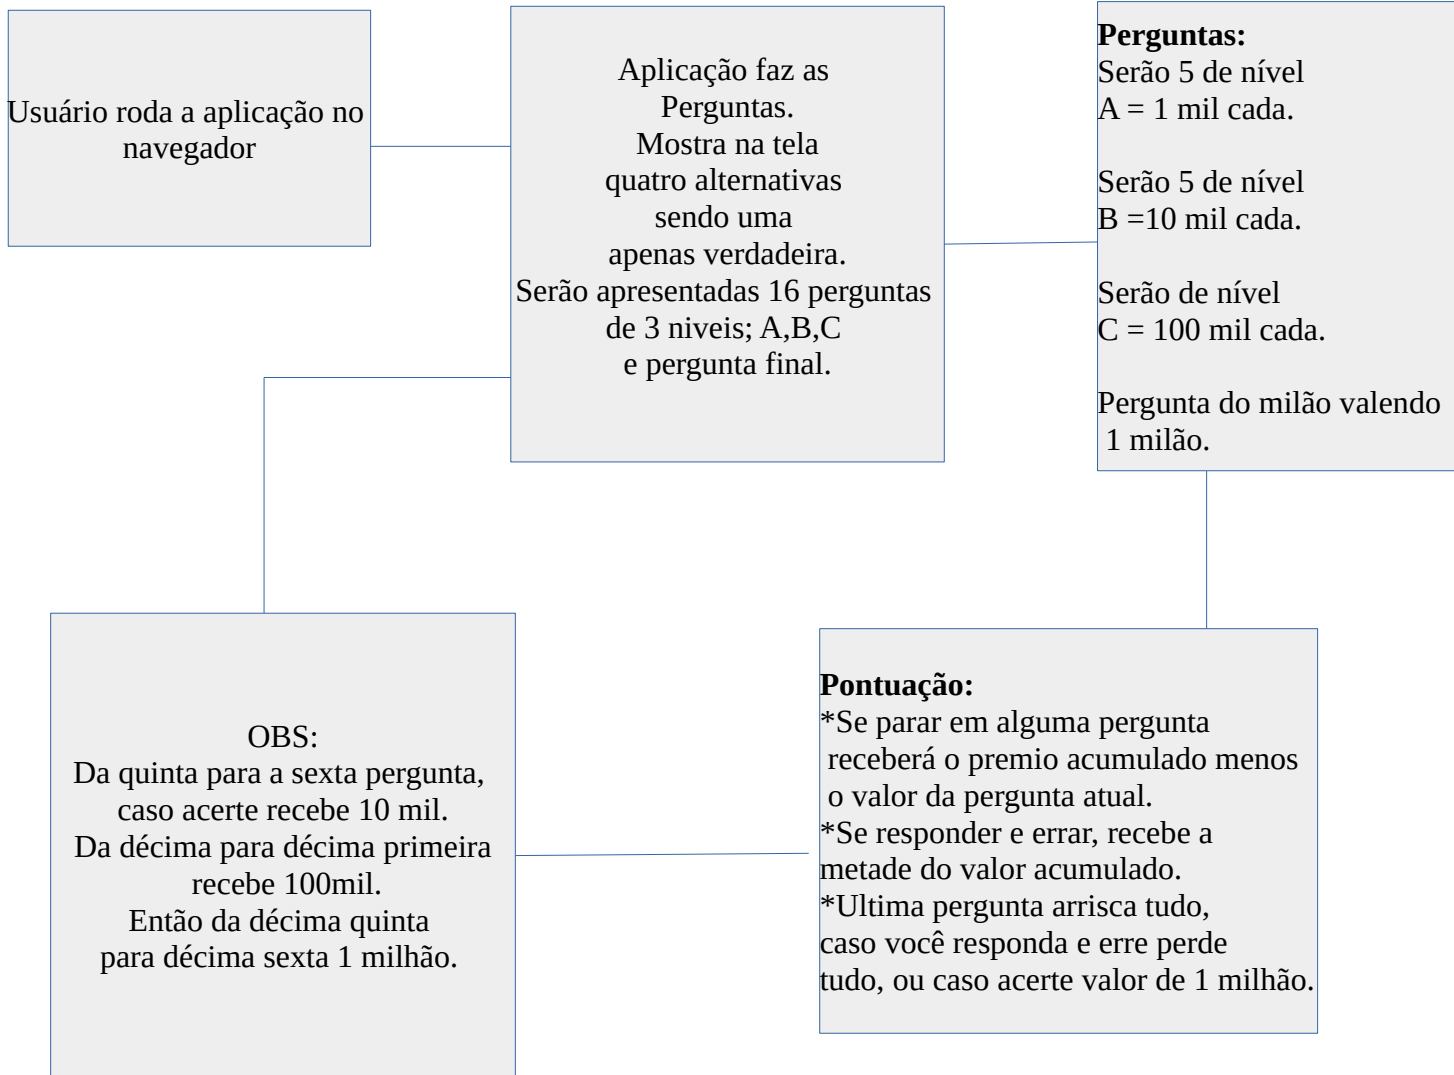 Usuário roda a aplicação no
navegador
Aplicação faz as
Perguntas.
Mostra na tela
quatro alternativas
sendo uma
apenas verdadeira.
Serão apresentadas 16 perguntas
de 3 niveis; A,B,C
e pergunta final.
Perguntas:
Serão 5 de nível
A = 1 mil cada.
Serão 5 de nível
B =10 mil cada.
Serão de nível
C = 100 mil cada.
Pergunta do milão valendo
1 milão.
OBS:
Da quinta para a sexta pergunta,
caso acerte recebe 10 mil.
Da décima para décima primeira
recebe 100mil.
Então da décima quinta
para décima sexta 1 milhão.
Pontuação:
*Se parar em alguma pergunta
receberá o premio acumulado menos
o valor da pergunta atual.
*Se responder e errar, recebe a
metade do valor acumulado.
*Ultima pergunta arrisca tudo,
caso você responda e erre perde
tudo, ou caso acerte valor de 1 milhão.